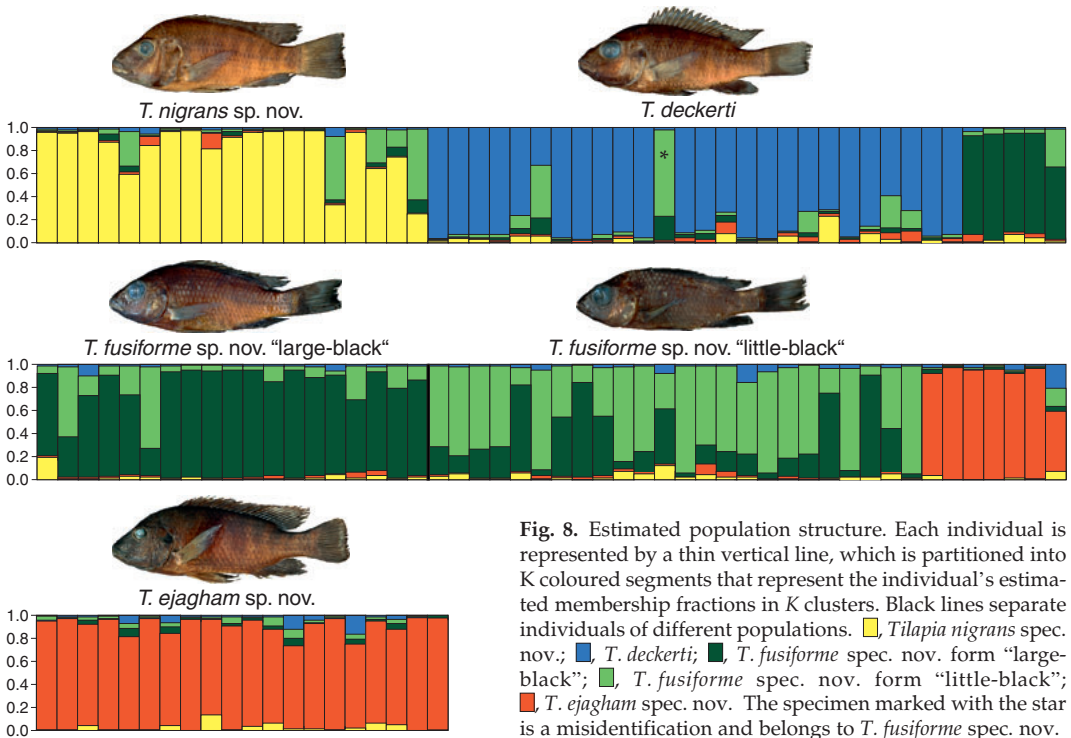 T. nigrans sp. nov.
T. deckerti
1.0
0.8
0.6
0.4
0.2
0.0
*
T. fusiforme sp. nov. “large-black“
T. fusiforme sp. nov. “little-black“
1.0
0.8
0.6
0.4
0.2
0.0
T. ejagham sp. nov.
1.0
0.8
0.6
0.4
0.2
0.0
Fig. 8. Estimated population structure. Each individual is
represented by a thin vertical line, which is partitioned into
K coloured segments that represent the individual’s estima-
ted membership fractions in K clusters. Black lines separate
individuals of different populations. , Tilapia nigrans spec.
nov.; , T. deckerti; , T. fusiforme spec. nov. form “large-
black”; , T. fusiforme spec. nov. form “little-black”;
, T. ejagham spec. nov. The specimen marked with the star
is a misidentification and belongs to T. fusiforme spec. nov.